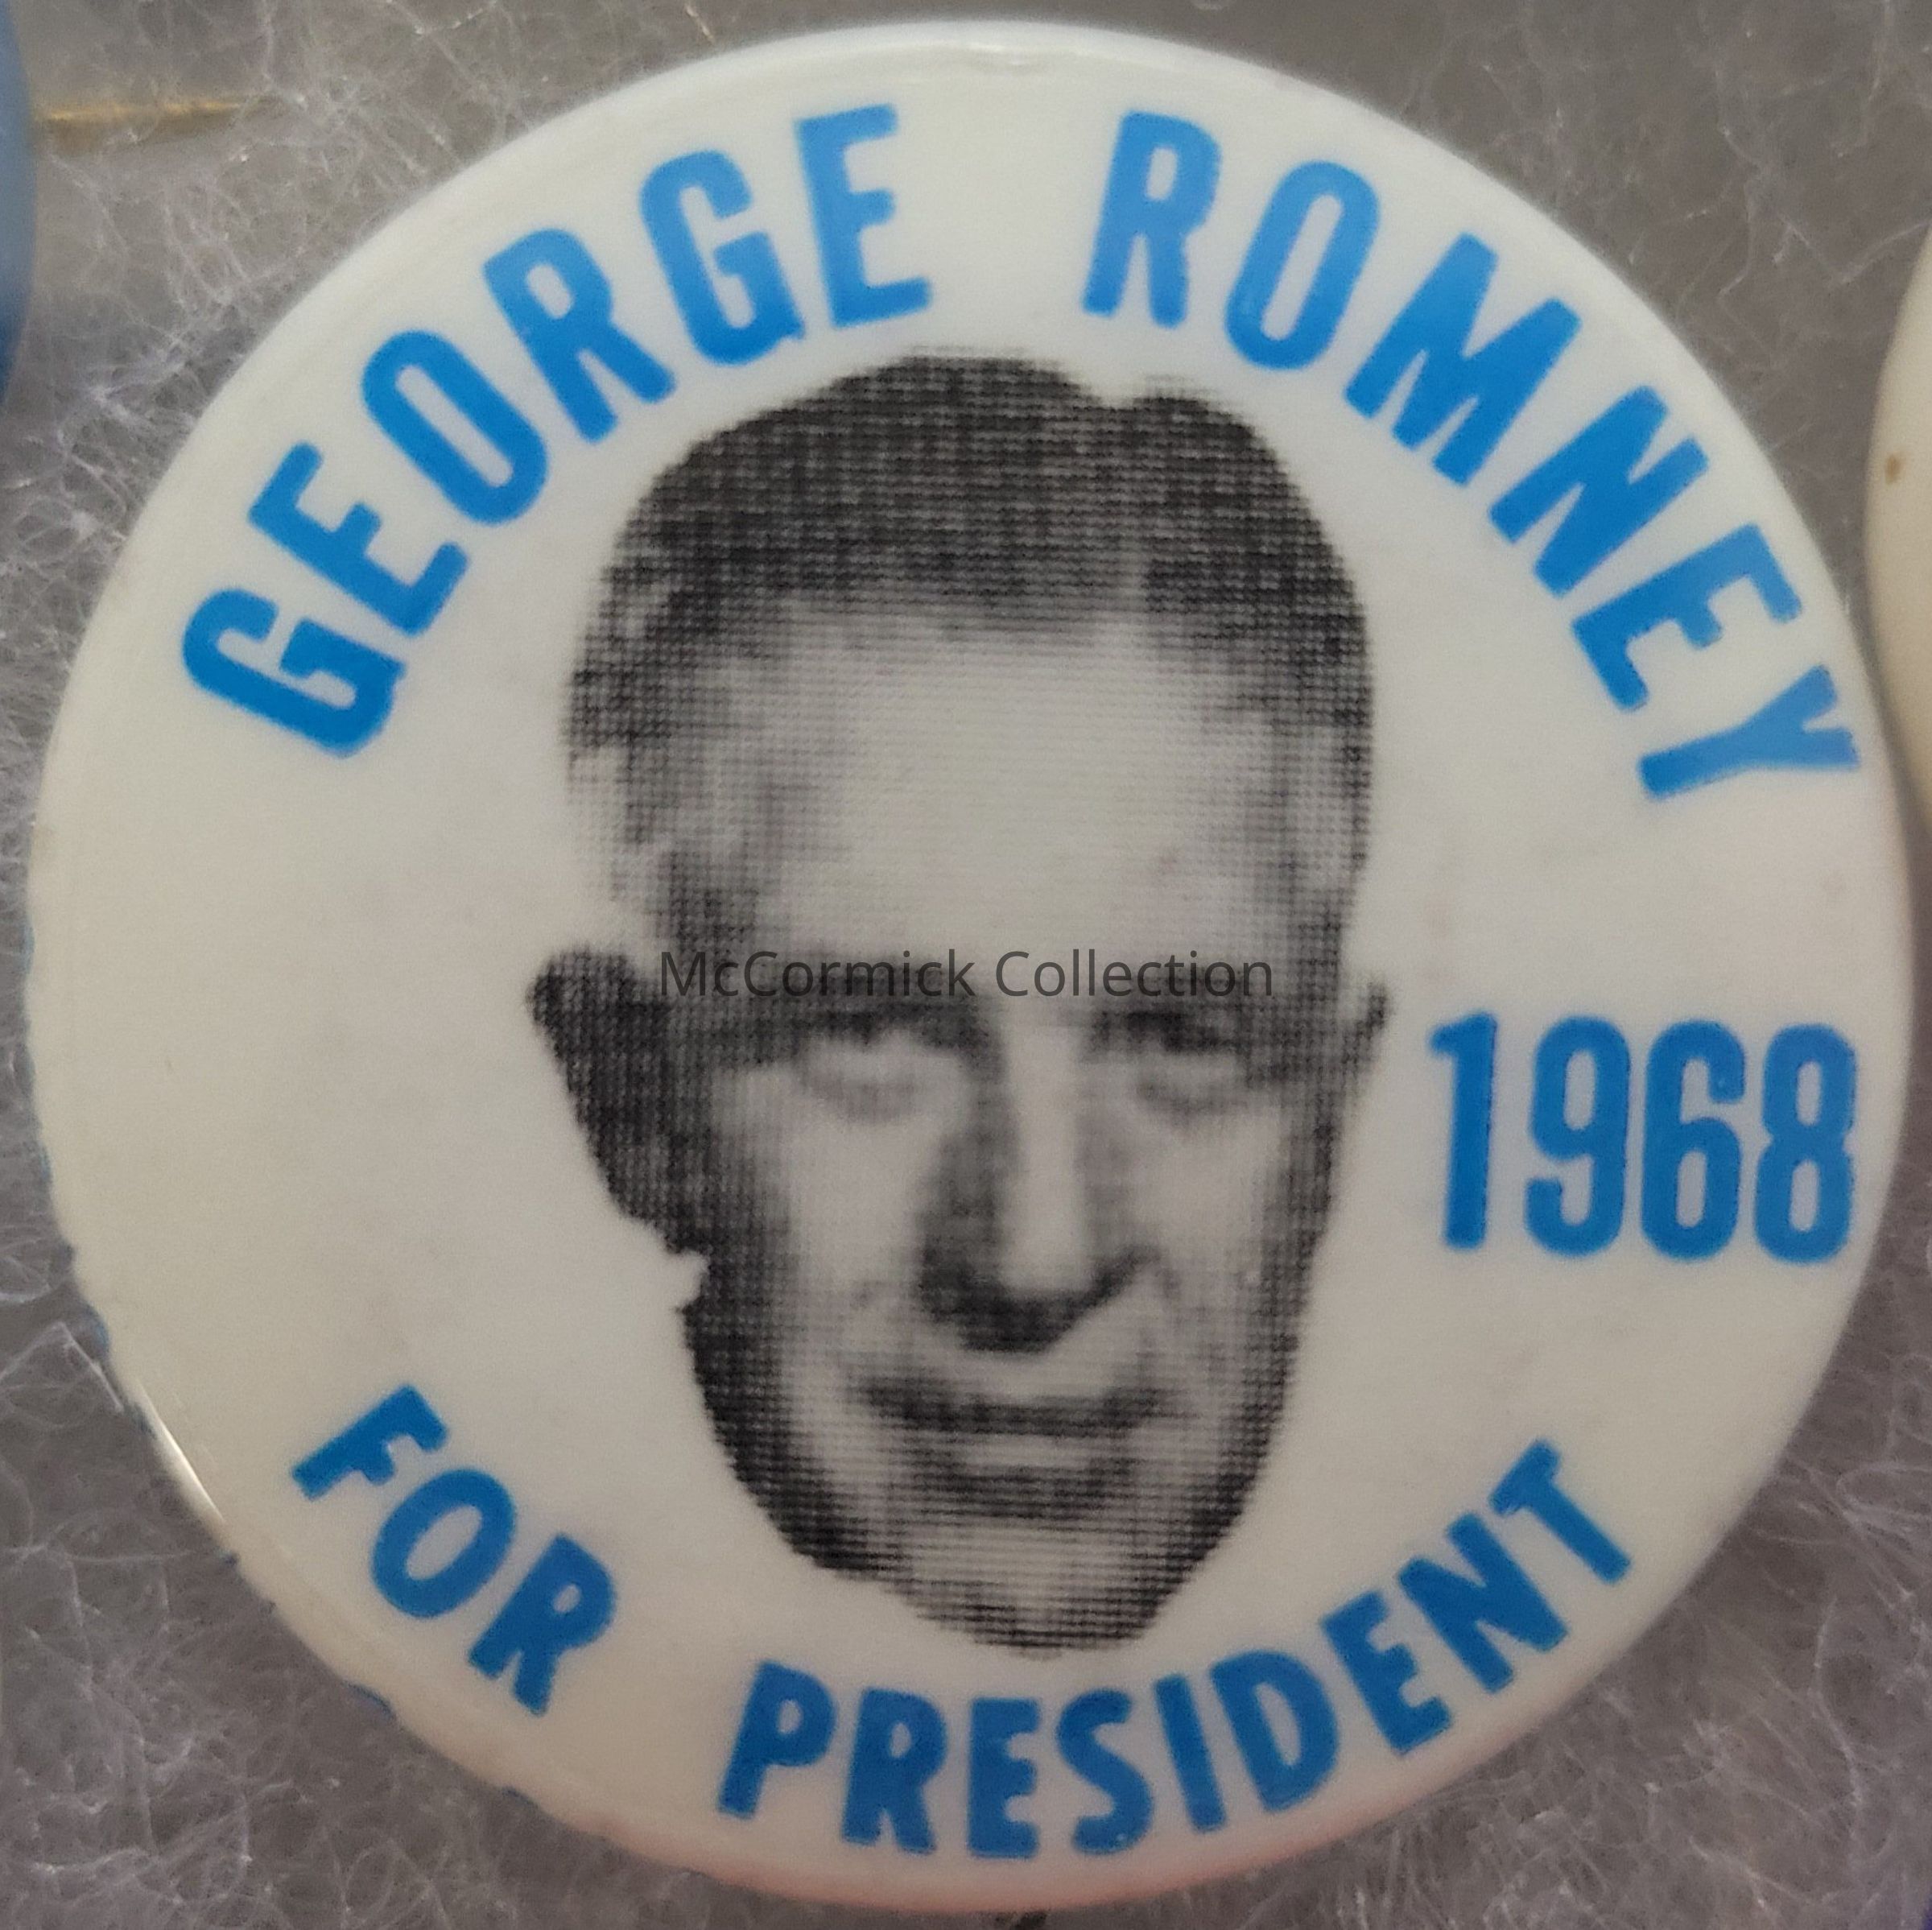 GEORGE ROMNEY
McCormick Collection
1968
FOR PRESIDENT